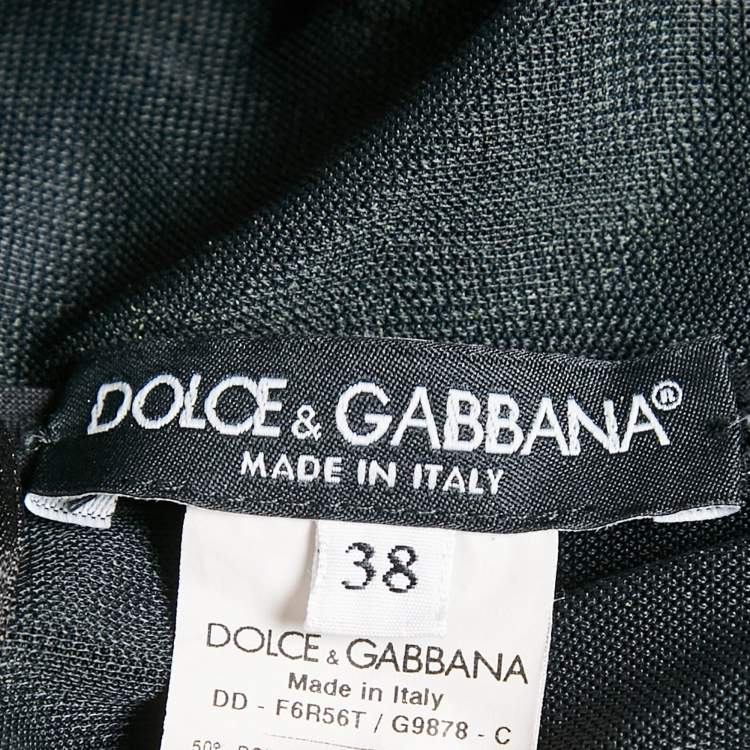 DOLCE & GABBANA®
MADE IN ITALY
38
DOLCE & GABBANA
Made in Italy
DD - F6R56T / G9878 - C